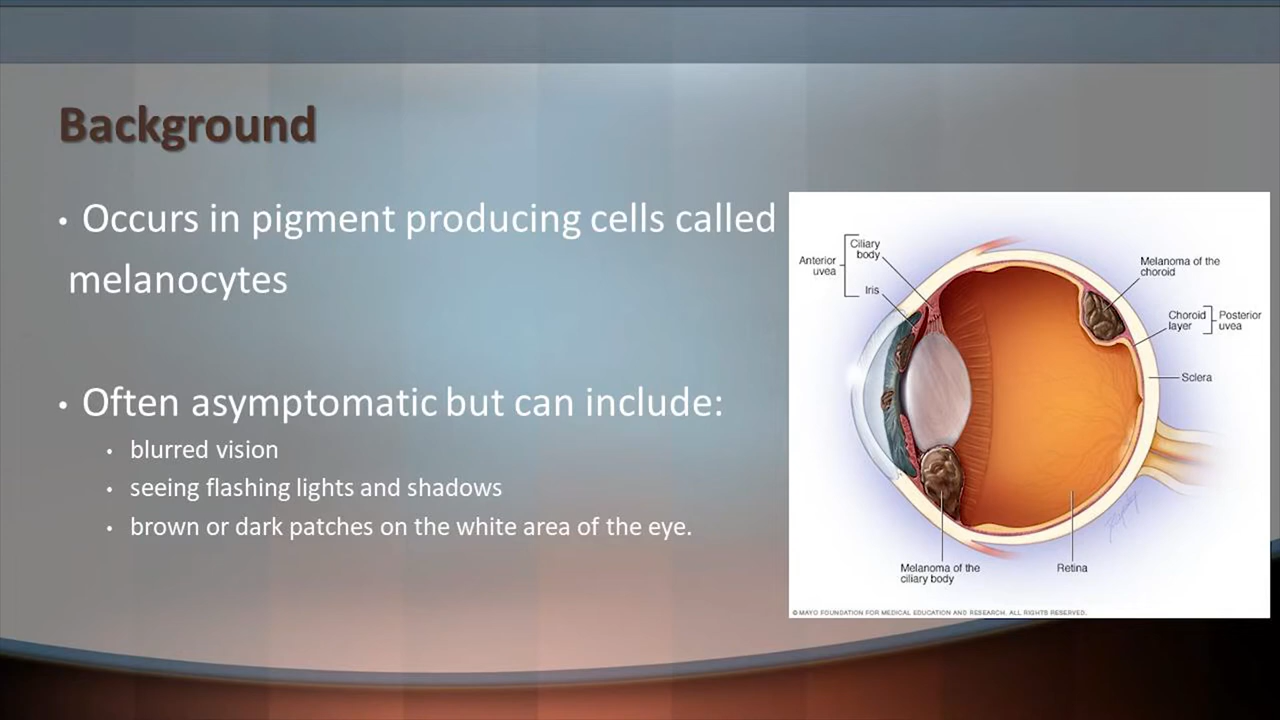 Background
• Occurs in pigment producing cells called
melanocytes
• Often asymptomatic but can include:
• blurred vision
• seeing flashing lights and shadows
• brown or dark patches on the white area of the eye.
Ciliary
body
Anterior
uvea
Iris
Melanoma of the
choroid
Choroid
layer
Posterior
uvea
Sclera
Melanoma of the
ciliary body
Retina
© MAYO FOUNDATION FOR MEDICAL EDUCATION AND RESEARCH. ALL RIGHTS RESERVED.